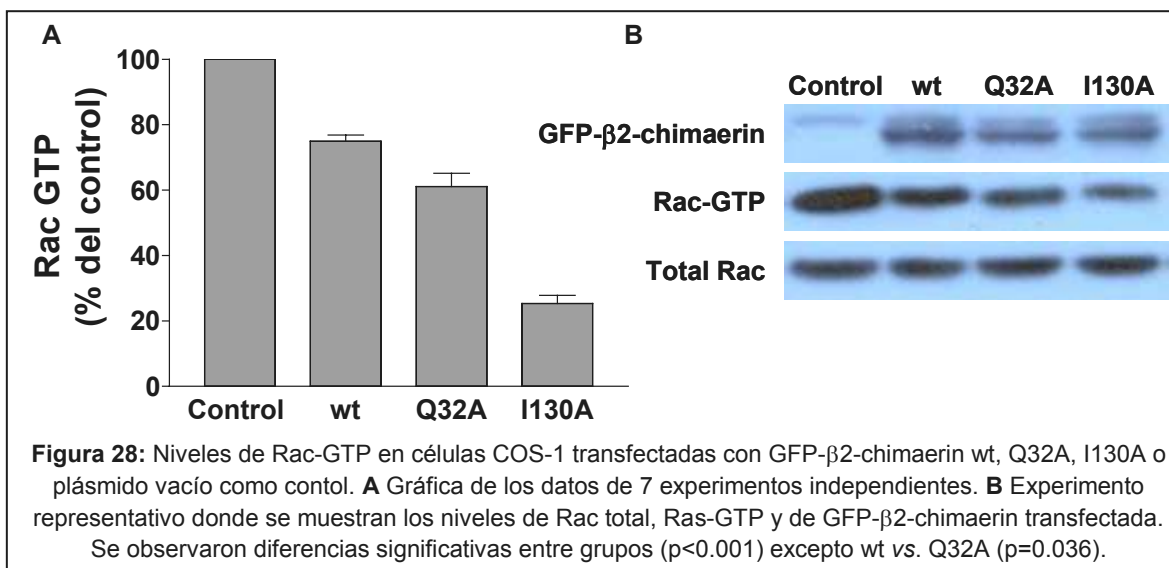 A
100
80
60
40
20
0
Rac GTP
(% del control)
Control wt Q32A I130A
B
Control wt Q32A I130A
GFP-β2-chimaerin
Rac-GTP
Total Rac
Figura 28: Niveles de Rac-GTP en células COS-1 transfectadas con GFP-β2-chimaerin wt, Q32A, I130A o
plásmido vacío como contol. A Gráfica de los datos de 7 experimentos independientes. B Experimento
representativo donde se muestran los niveles de Rac total, Ras-GTP y de GFP-β2-chimaerin transfectada.
Se observaron diferencias significativas entre grupos (p<0.001) excepto wt vs. Q32A (p=0.036).